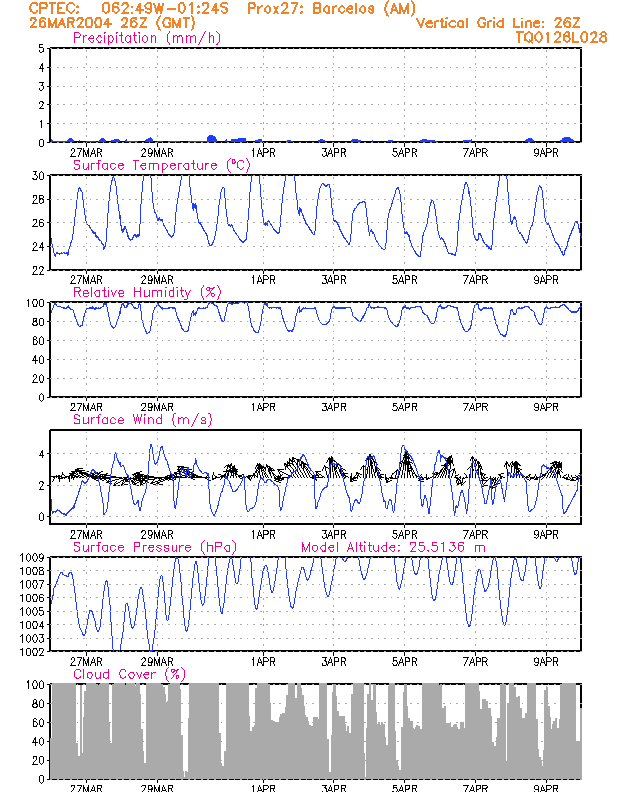 CPTEC: 062:49W-01:24S Prox27: Barcelos (AM)
26MAR2004 26Z (GMT) Vertical Grid Line: 26Z
Precipitation (mm/h) TQ0126L028
5
4
3
2
1
0
27MAR 29MAR 1APR 3APR 5APR 7APR 9APR
Surface Temperature (°C)
30
28
26
24
22
27MAR 29MAR 1APR 3APR 5APR 7APR 9APR
Relative Humidity (%)
100
80
60
40
20
0
27MAR 29MAR 1APR 3APR 5APR 7APR 9APR
Surface Wind (m/s)
4
2
0
27MAR 29MAR 1APR 3APR 5APR 7APR 9APR
Surface Pressure (hPa) Model Altitude: 25.5136 m
1009
1008
1007
1006
1005
1004
1003
1002
27MAR 29MAR 1APR 3APR 5APR 7APR 9APR
Cloud Cover (%)
100
80
60
40
20
0
27MAR 29MAR 1APR 3APR 5APR 7APR 9APR